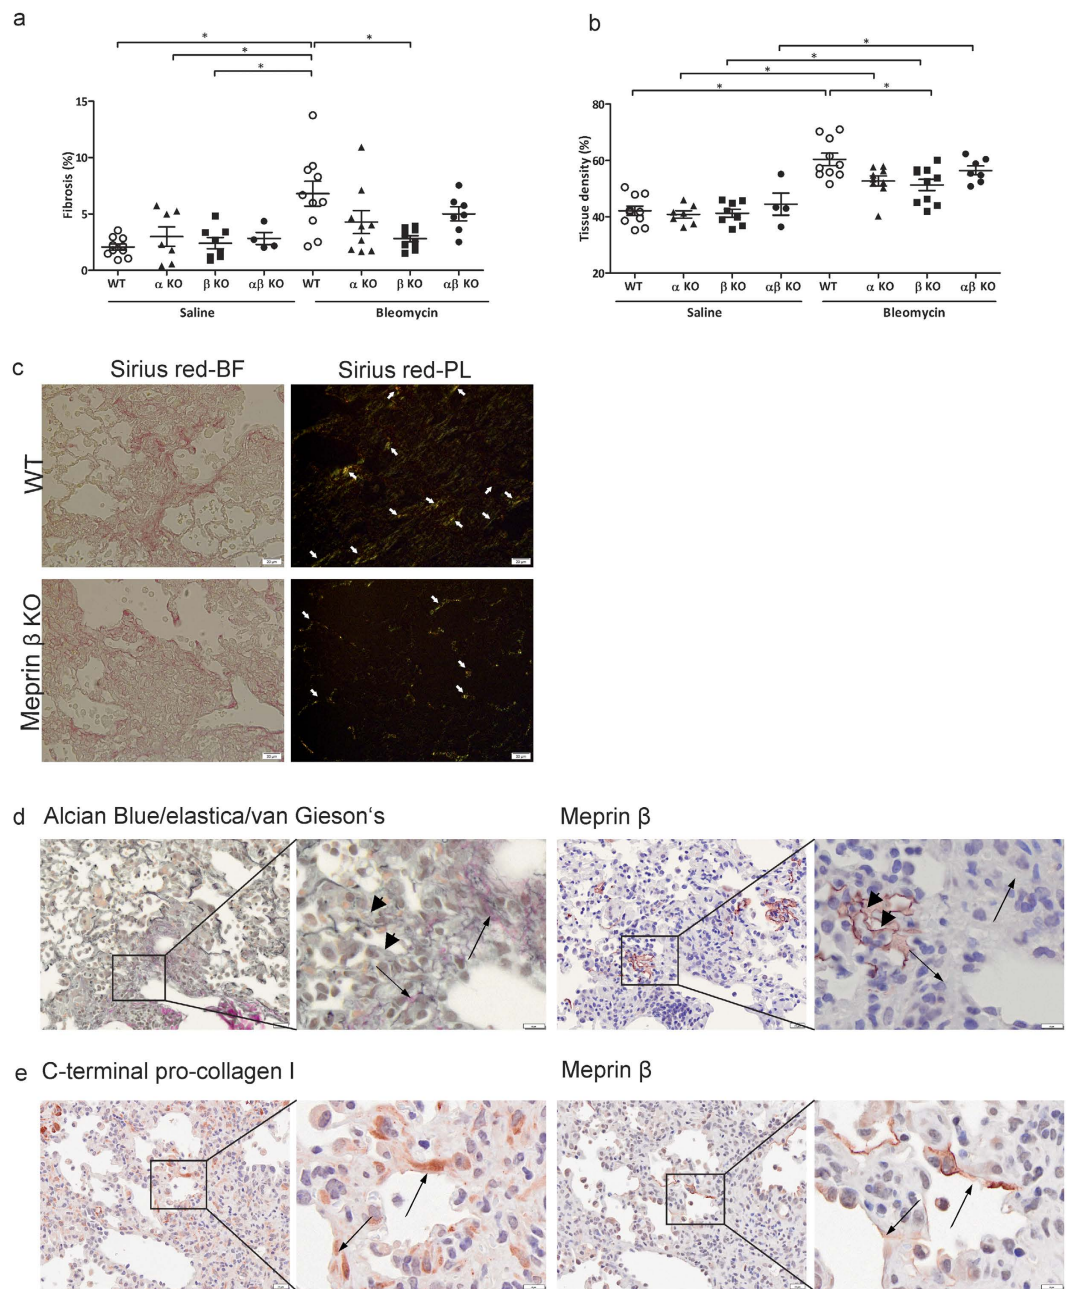 a
* *
*
*
Fibrosis (%)
15
10
5
0
WT α KO β KO αβ KO WT α KO β KO αβ KO
Saline Bleomycin
b
*
*
*
* *
Tissue density (%)
80
60
40
20
WT α KO β KO αβ KO WT α KO β KO αβ KO
Saline Bleomycin
c
Sirius red-BF Sirius red-PL
WT
Meprin β KO
d Alcian Blue/elastica/van Gieson‘s Meprin β
e C-terminal pro-collagen I Meprin β